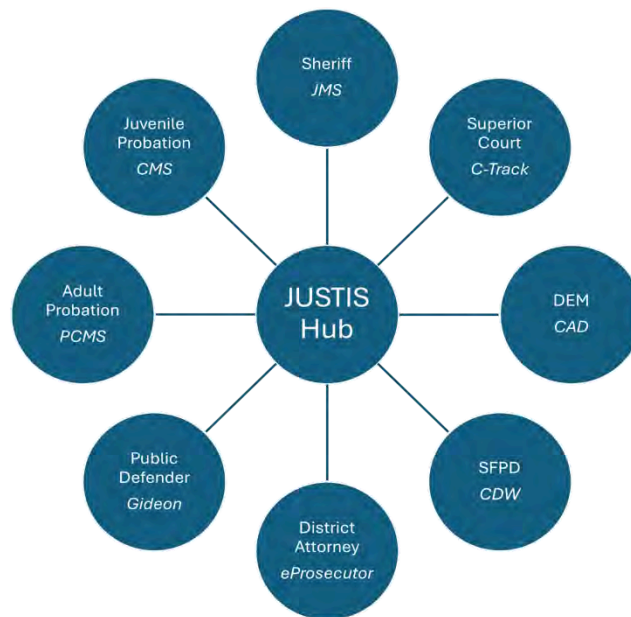 Sheriff
JMS
Juvenile
Probation
CMS
Superior
Court
C-Track
Adult
Probation
PCMS
JUSTIS
Hub
DEM
CAD
Public
Defender
Gideon
SFPD
CDW
District
Attorney
eProsecutor